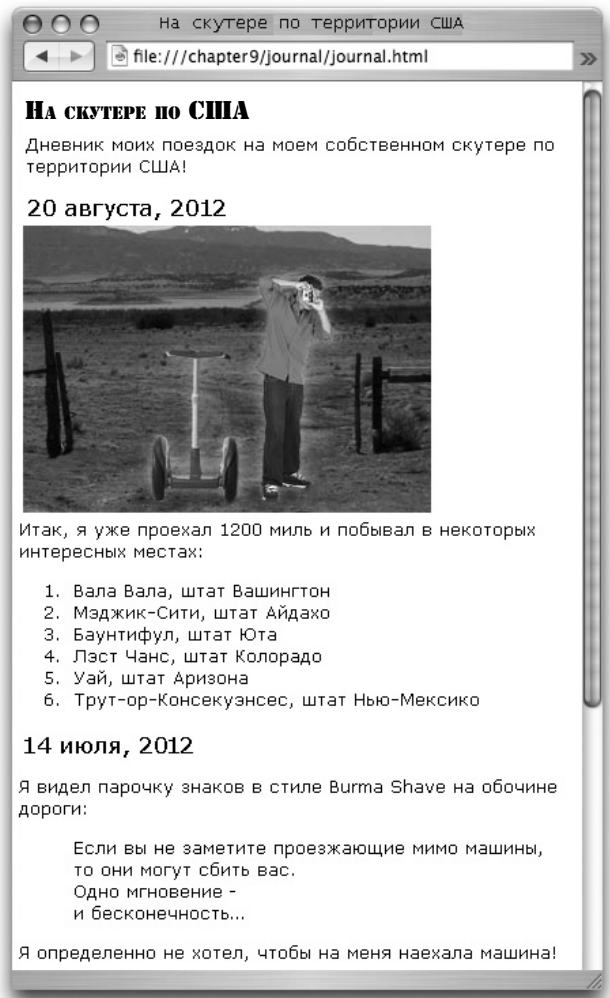 На скутере по территории США
file:///chapter9/journal/journal.html
На скутере по США
Дневник моих поездок на моем собственном скутере по
территории США!
20 августа, 2012
Итак, я уже проехал 1200 миль и побывал в некоторых
интересных местах:
1. Вала Вала, штат Вашингтон
2. Мэджик-Сити, штат Айдахо
3. Баунтифул, штат Юта
4. Лэст Чанс, штат Колорадо
5. Уай, штат Аризона
6. Трут-ор-Консекуэнсес, штат Нью-Мексико
14 июля, 2012
Я видел парочку знаков в стиле Burma Shave на обочине
дороги:
Если вы не заметите проезжающие мимо машины,
то они могут сбить вас.
Одно мгновение -
и бесконечность...
Я определенно не хотел, чтобы на меня наехала машина!